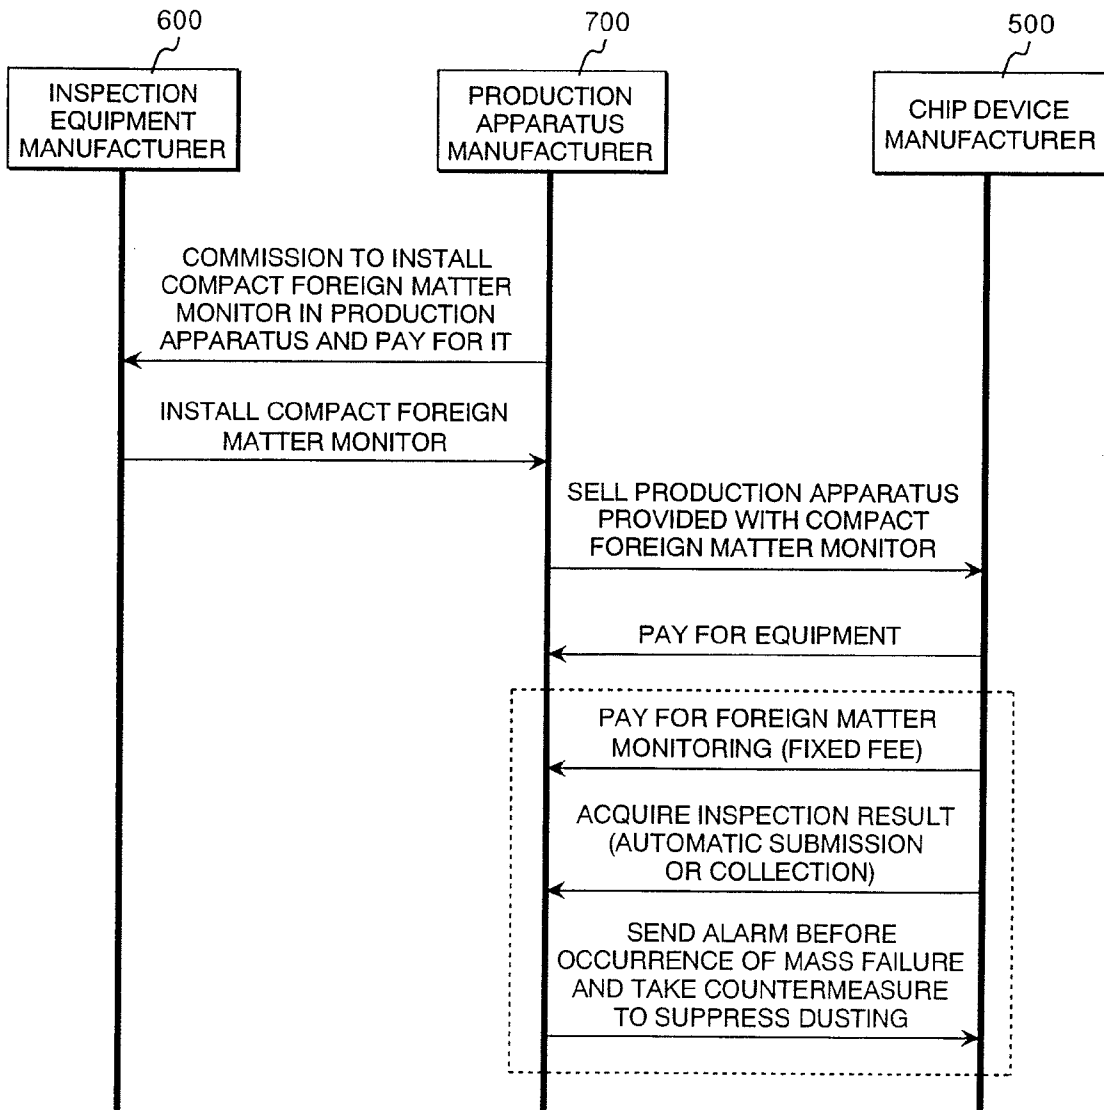 600
700
500
INSPECTION
EQUIPMENT
MANUFACTURER
PRODUCTION
APPARATUS
MANUFACTURER
CHIP DEVICE
MANUFACTURER
COMMISSION TO INSTALL
COMPACT FOREIGN MATTER
MONITOR IN PRODUCTION
APPARATUS AND PAY FOR IT
INSTALL COMPACT FOREIGN
MATTER MONITOR
SELL PRODUCTION APPARATUS
PROVIDED WITH COMPACT
FOREIGN MATTER MONITOR
PAY FOR EQUIPMENT
PAY FOR FOREIGN MATTER
MONITORING (FIXED FEE)
ACQUIRE INSPECTION RESULT
(AUTOMATIC SUBMISSION
OR COLLECTION)
SEND ALARM BEFORE
OCCURRENCE OF MASS FAILURE
AND TAKE COUNTERMEASURE
TO SUPPRESS DUSTING